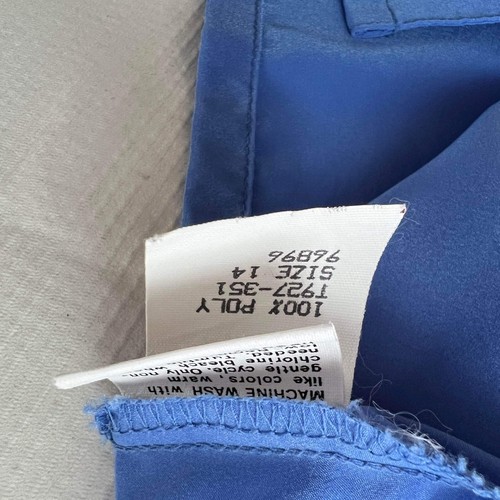 100% POLY
T927-351
SIZE 14
96896
MACHINE WASH with
like colors, warm
gentle cycle. Only non
chlorine bleach
needed.